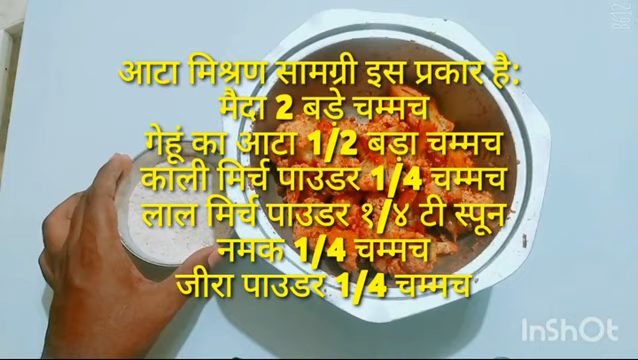 आटा मिश्रण सामग्री इस प्रकार है:
मैदा 2 बड़े चम्मच
गेहूं का आटा 1/2 बड़ा चम्मच
काली मिर्च पाउडर 1/4 चम्मच
लाल मिर्च पाउडर १/४ टी स्पून
नमक 1/4 चम्मच
जीरा पाउडर 1/4 चम्मच
InShOt